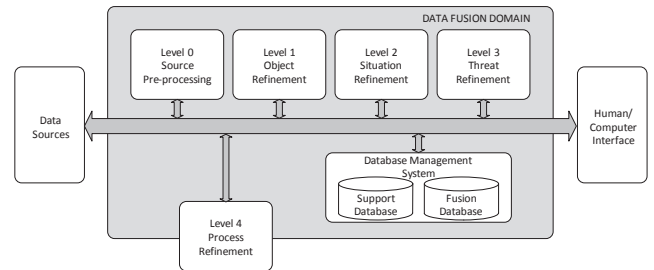 DATA FUSION DOMAIN
Level 0
Source
Pre-processing
Level 1
Object
Refinement
Level 2
Situation
Refinement
Level 3
Threat
Refinement
Data
Sources
Human/
Computer
Interface
Database Management
System
Support
Database
Fusion
Database
Level 4
Process
Refinement